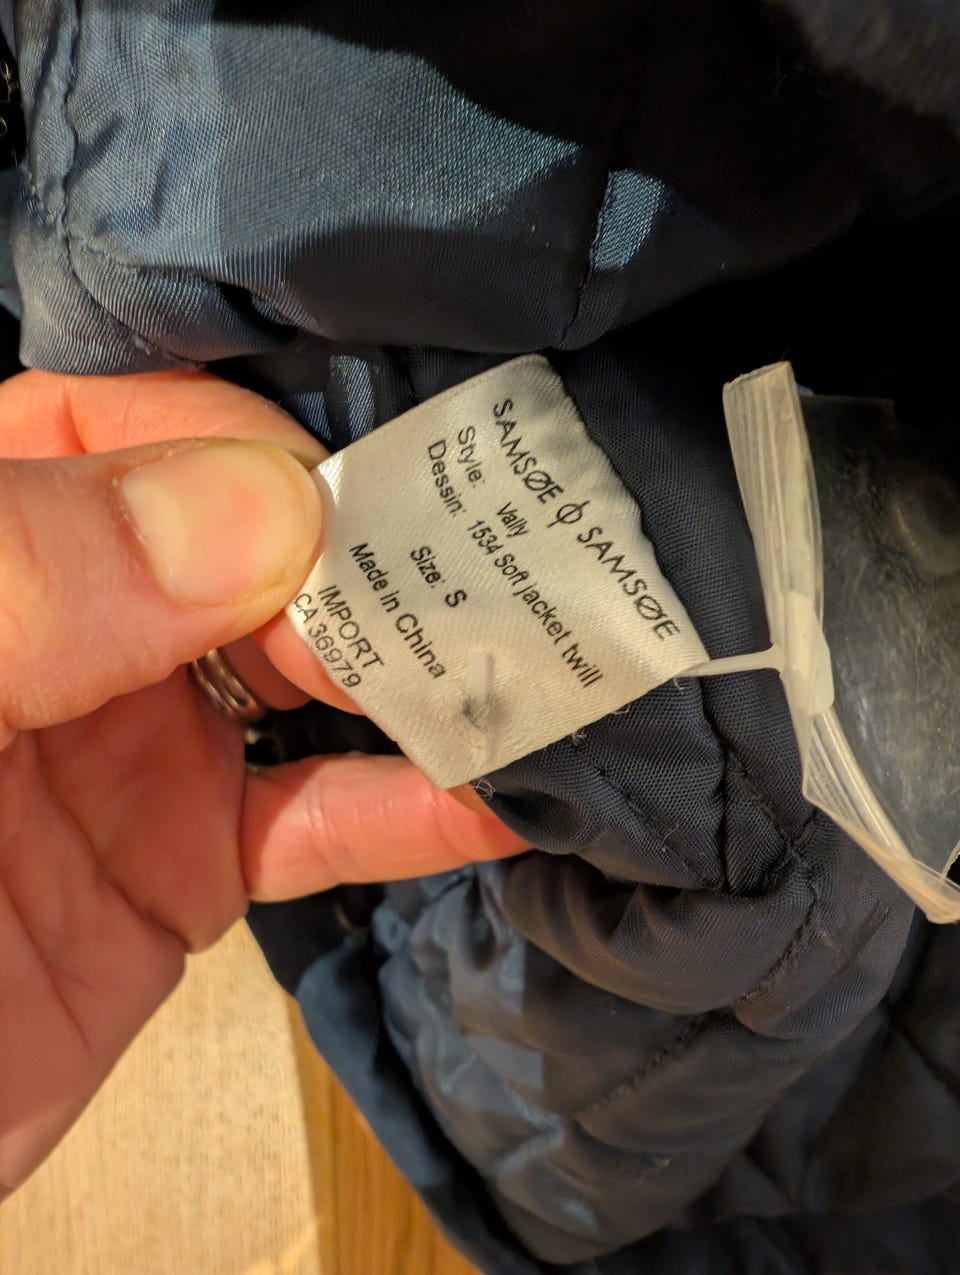 SAMSØE ɸ SAMSØE
Style: Vally
Dessin: 1534 Soft jacket twill
Size: S
Made in China
IMPORT
CA 36979